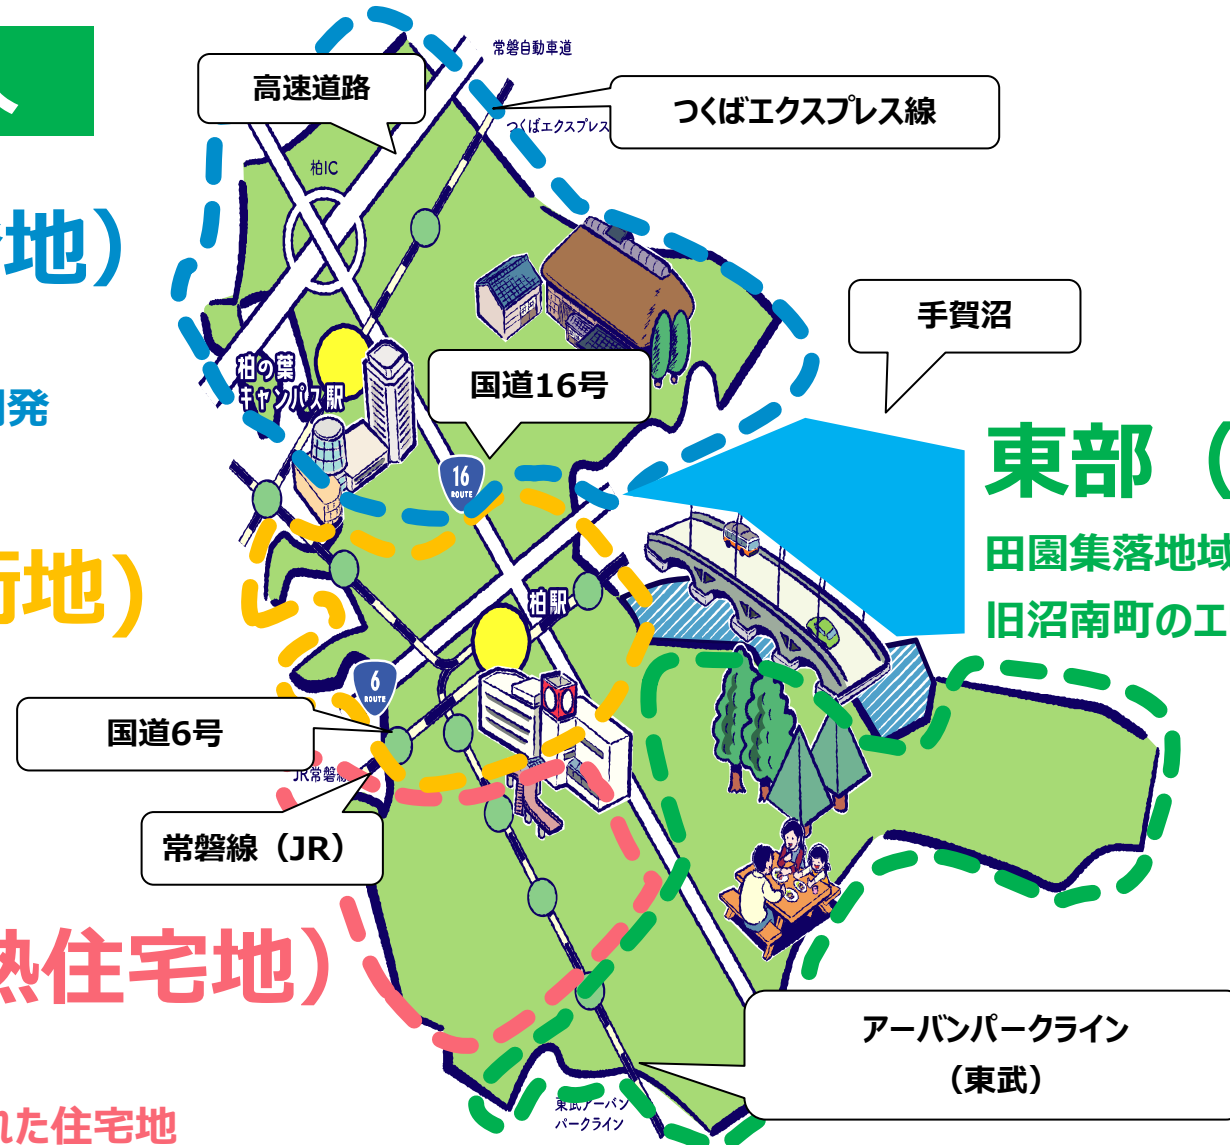 常磐自動車道
高速道路
つくばエクスプレス線
つくばエクスプレス
柏IC
地）
手賀沼
柏の葉
キャンパス駅
国道16号
発
東部（
16
ROUTE
田園集落地域
地)
柏駅
旧沼南町のエ
6
ROUTE
国道6号
JR常磐線
常磐線（JR）
熟住宅地）
アーバンパークライン
（東武）
東武アーバン
パークライン
れた住宅地